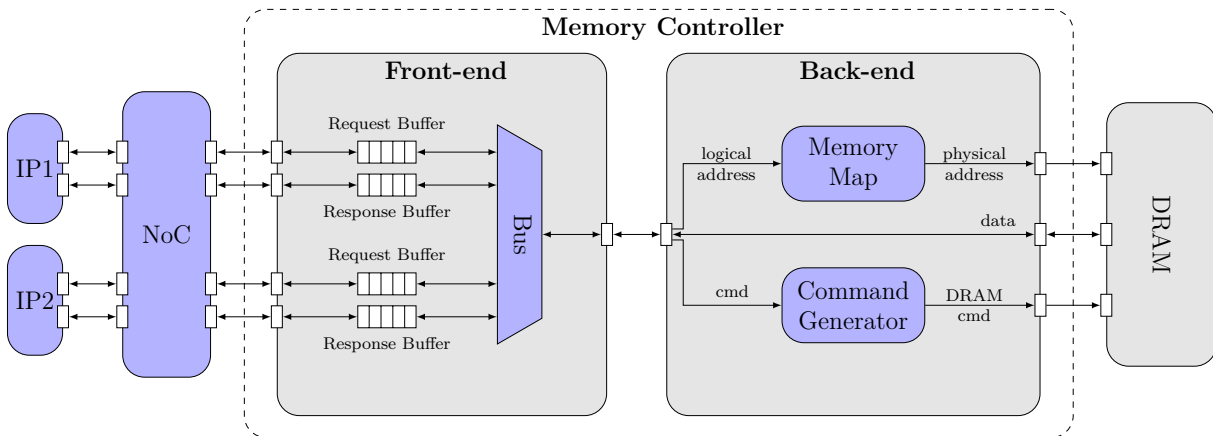 Memory Controller
Front-end
Back-end
IP1
IP2
NoC
Request Buffer
Response Buffer
Request Buffer
Response Buffer
Bus
logical
address
Memory
Map
physical
address
data
cmd
Command
Generator
DRAM
cmd
DRAM